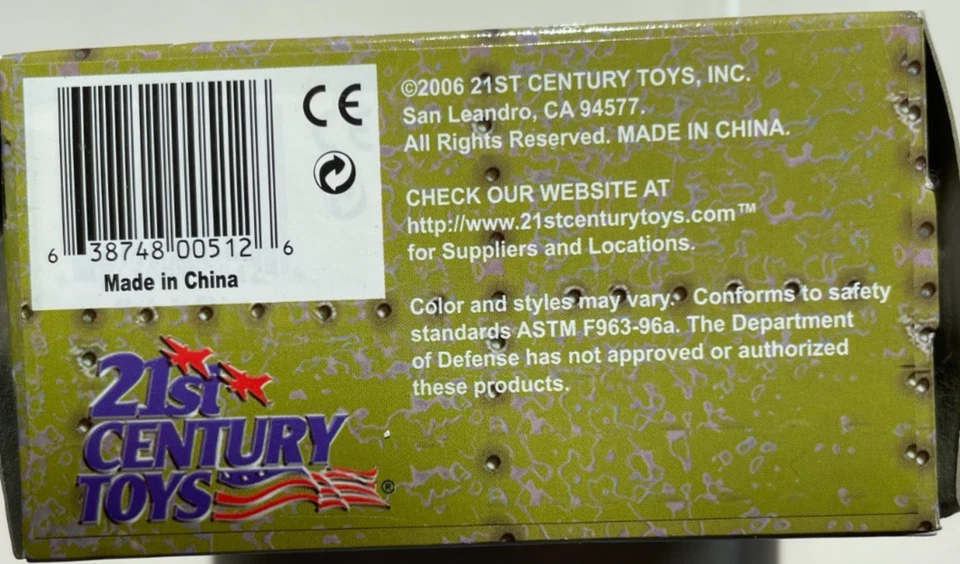 6 38748 00512 6
Made in China
CE
©2006 21ST CENTURY TOYS, INC.
San Leandro, CA 94577.
All Rights Reserved. MADE IN CHINA.
CHECK OUR WEBSITE AT
http://www.21stcenturytoys.com™
for Suppliers and Locations.
Color and styles may vary. Conforms to safety
standards ASTM F963-96a. The Department
of Defense has not approved or authorized
these products.
21st
CENTURY
TOYS®